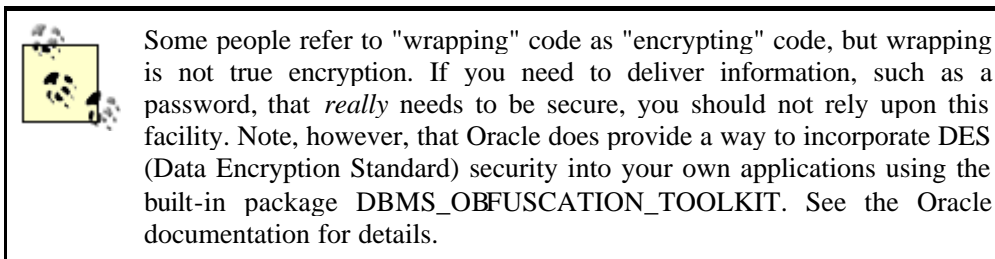 Some people refer to "wrapping" code as "encrypting" code, but wrapping
is not true encryption. If you need to deliver information, such as a
password, that really needs to be secure, you should not rely upon this
facility. Note, however, that Oracle does provide a way to incorporate DES
(Data Encryption Standard) security into your own applications using the
built-in package DBMS_OBFUSCATION_TOOLKIT. See the Oracle
documentation for details.